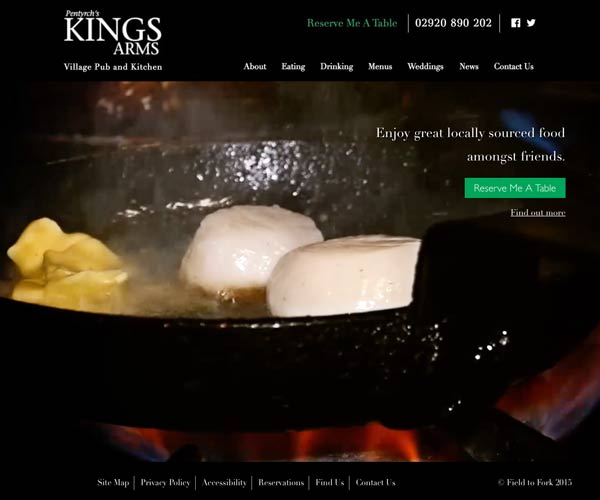 Pentyrch's
KINGS
ARMS
Village Pub and Kitchen
Reserve Me A Table
02920 890 202
About Eating Drinking Menus Weddings News Contact Us
Enjoy great locally sourced food
amongst friends.
Reserve Me A Table
Find out more
Site Map Privacy Policy Accessibility Reservations Find Us Contact Us
© Field to Fork 2015